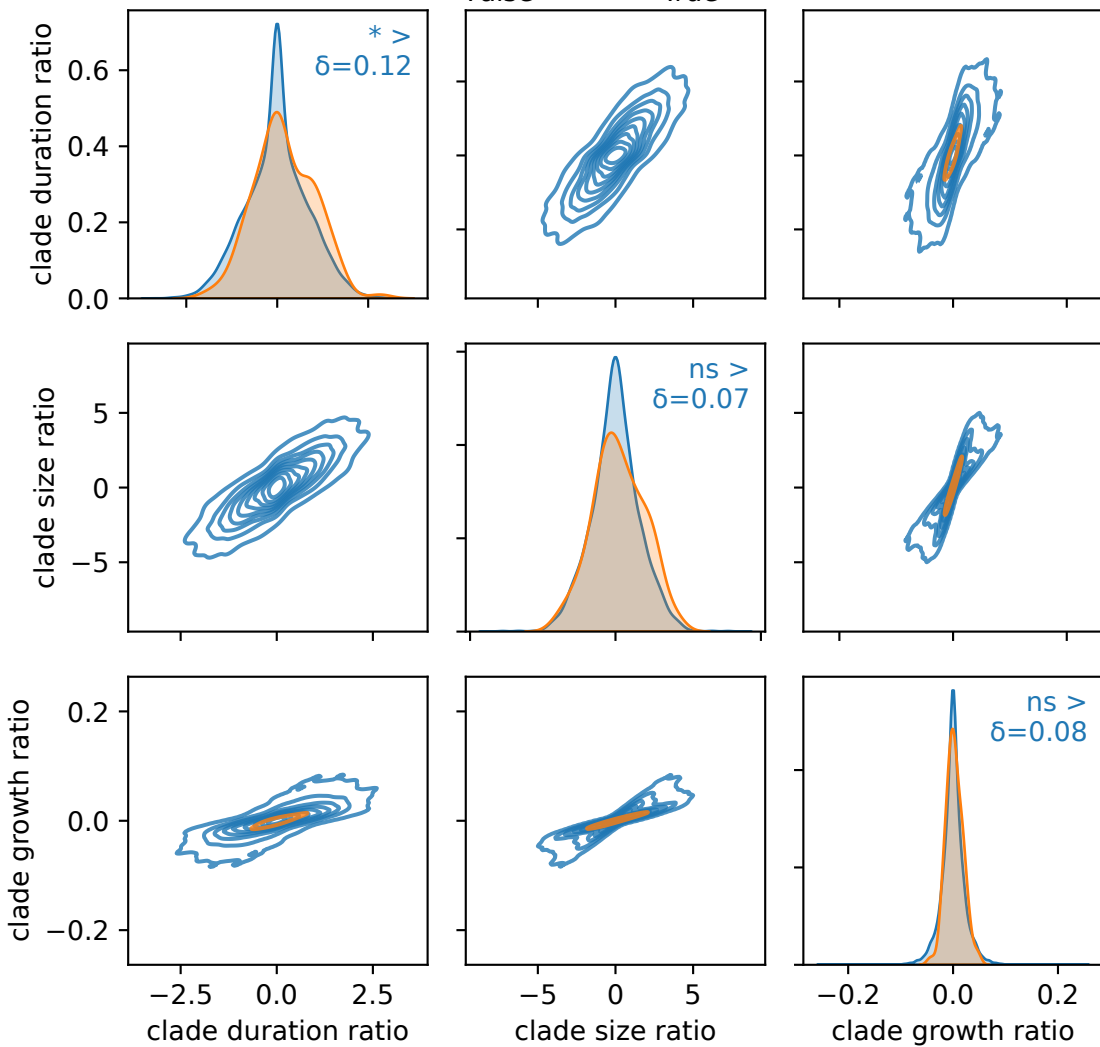 clade duration ratio
0.6
0.4
0.2
0.0
* >
δ=0.12
clade size ratio
5
0
−5
ns >
δ=0.07
clade growth ratio
0.2
0.0
−0.2
ns >
δ=0.08
−2.5 0.0 2.5
−5 0 5
−0.2 0.0 0.2
clade duration ratio
clade size ratio
clade growth ratio